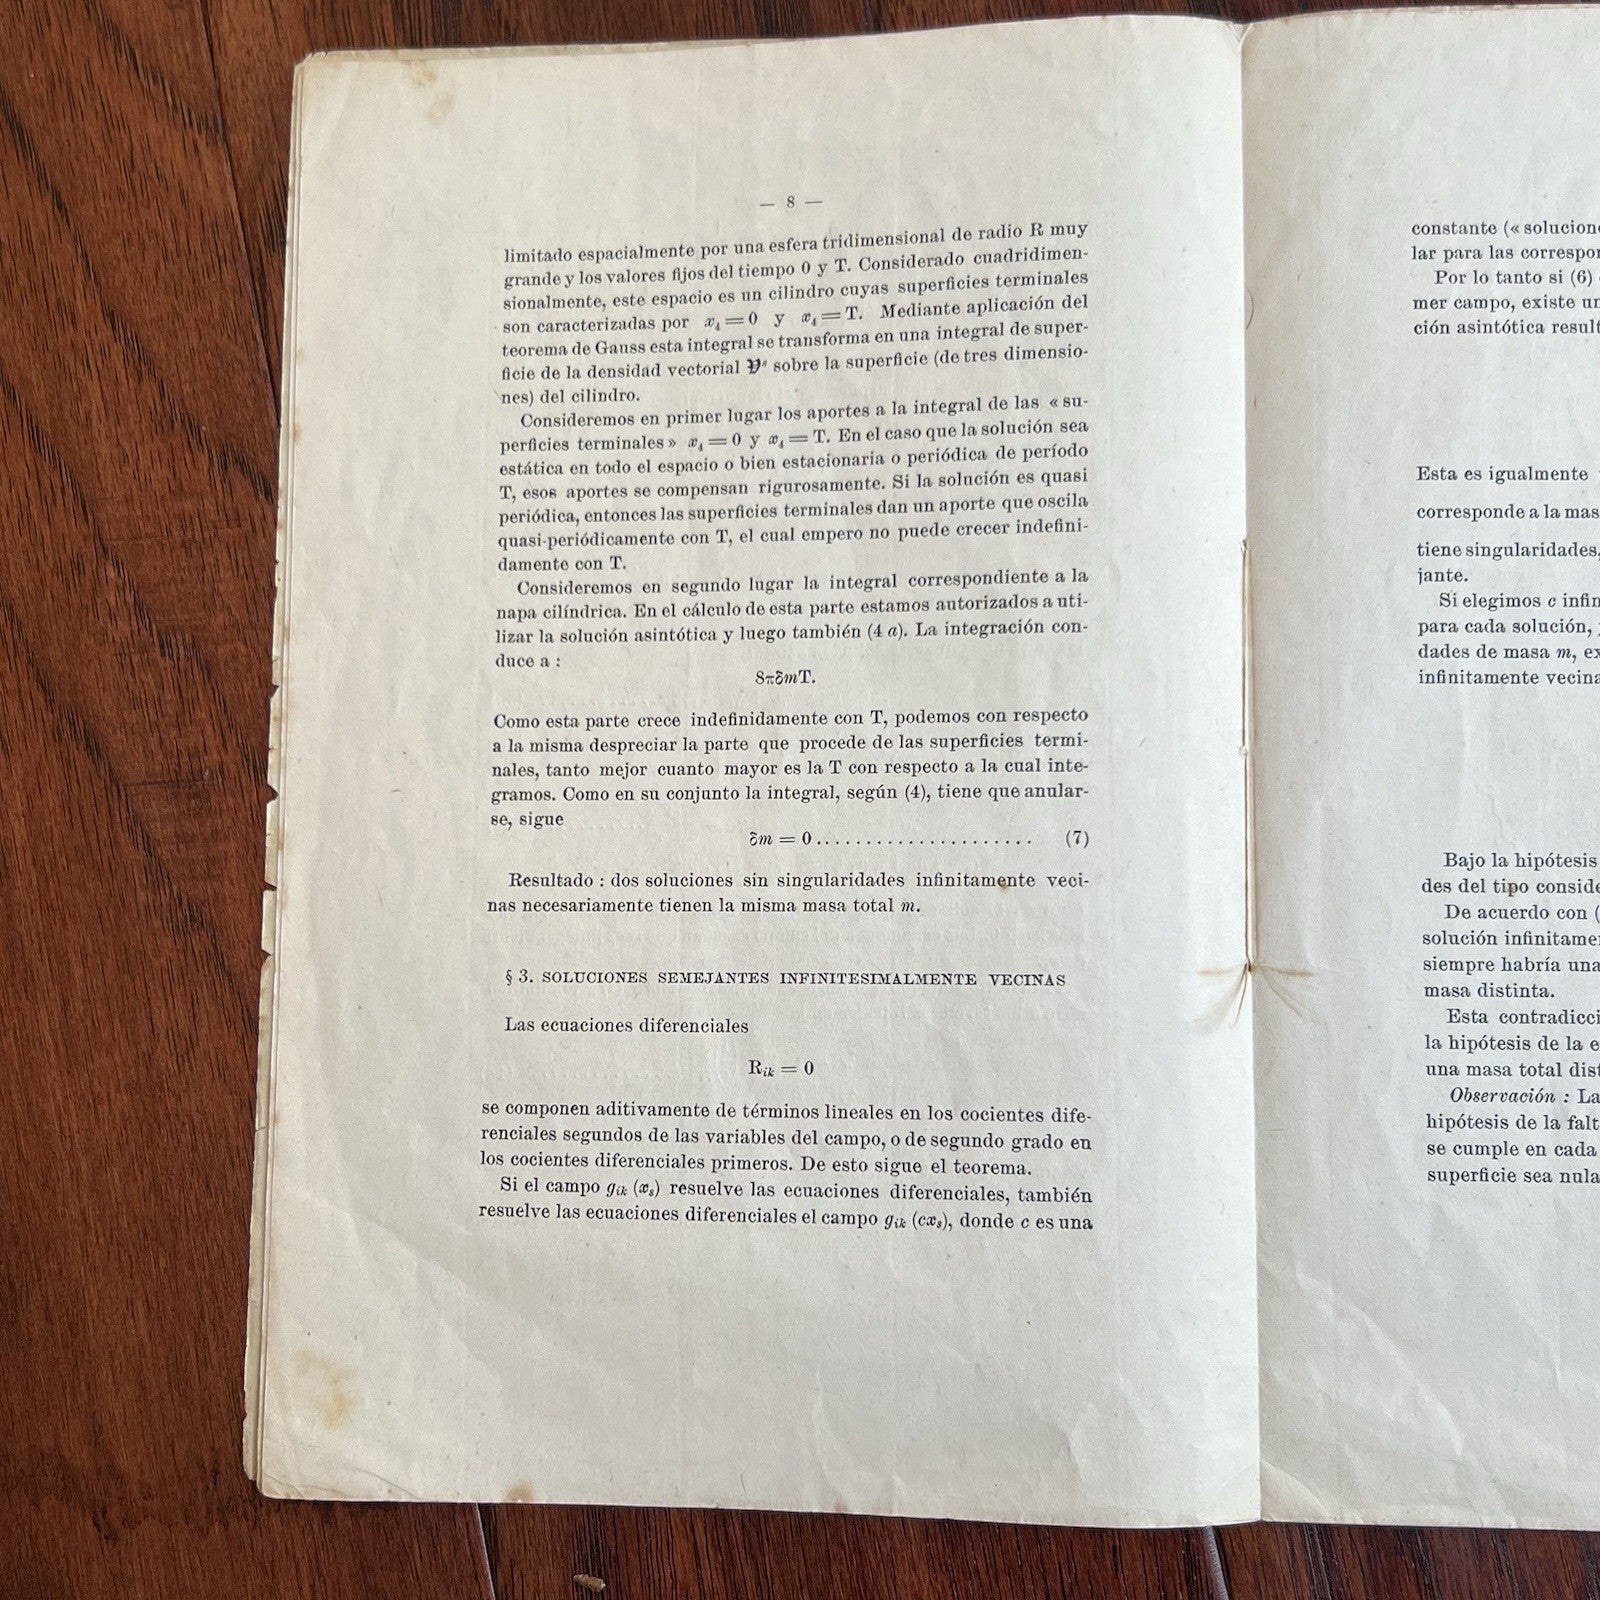 — 8 —
limitado espacialmente por una esfera tridimensional de radio R muy
grande y los valores fijos del tiempo 0 y T. Considerado cuadridimen-
sionalmente, este espacio es un cilindro cuyas superficies terminales
son caracterizadas por x₄ = 0 y x₄ = T. Mediante aplicación del
teorema de Gauss esta integral se transforma en una integral de super-
ficie de la densidad vectorial 𝔙ˢ sobre la superficie (de tres dimensio-
nes) del cilindro.
Consideremos en primer lugar los aportes a la integral de las « su-
perficies terminales » x₄ = 0 y x₄ = T. En el caso que la solución sea
estática en todo el espacio o bien estacionaria o periódica de período
T, esos aportes se compensan rigurosamente. Si la solución es quasi
periódica, entonces las superficies terminales dan un aporte que oscila
quasi-periódicamente con T, el cual empero no puede crecer indefini-
damente con T.
Consideremos en segundo lugar la integral correspondiente a la
napa cilíndrica. En el cálculo de esta parte estamos autorizados a uti-
lizar la solución asintótica y luego también (4 a). La integración con-
duce a :
8πδmT.
Como esta parte crece indefinidamente con T, podemos con respecto
a la misma despreciar la parte que procede de las superficies termi-
nales, tanto mejor cuanto mayor es la T con respecto a la cual inte-
gramos. Como en su conjunto la integral, según (4), tiene que anular-
se, sigue
δm = 0 . . . . . . . . . . . . . . . . . . . . . (7)
Resultado : dos soluciones sin singularidades infinitamente veci-
nas necesariamente tienen la misma masa total m.
§ 3. SOLUCIONES SEMEJANTES INFINITESIMALMENTE VECINAS
Las ecuaciones diferenciales
Rᵢₖ = 0
se componen aditivamente de términos lineales en los cocientes dife-
renciales segundos de las variables del campo, o de segundo grado en
los cocientes diferenciales primeros. De esto sigue el teorema.
Si el campo gᵢₖ (xₛ) resuelve las ecuaciones diferenciales, también
resuelve las ecuaciones diferenciales el campo gᵢₖ (cxₛ), donde c es una
constante (« solucion
lar para las correspon
Por lo tanto si (6)
mer campo, existe un
ción asintótica result
Esta es igualmente
corresponde a la mas
tiene singularidades,
jante.
Si elegimos c infin
para cada solución,
dades de masa m, ex
infinitamente vecina
Bajo la hipótesis
des del tipo conside
De acuerdo con (
solución infinitamen
siempre habría una
masa distinta.
Esta contradicci
la hipótesis de la e
una masa total dist
Observación : La
hipótesis de la falt
se cumple en cada
superficie sea nula